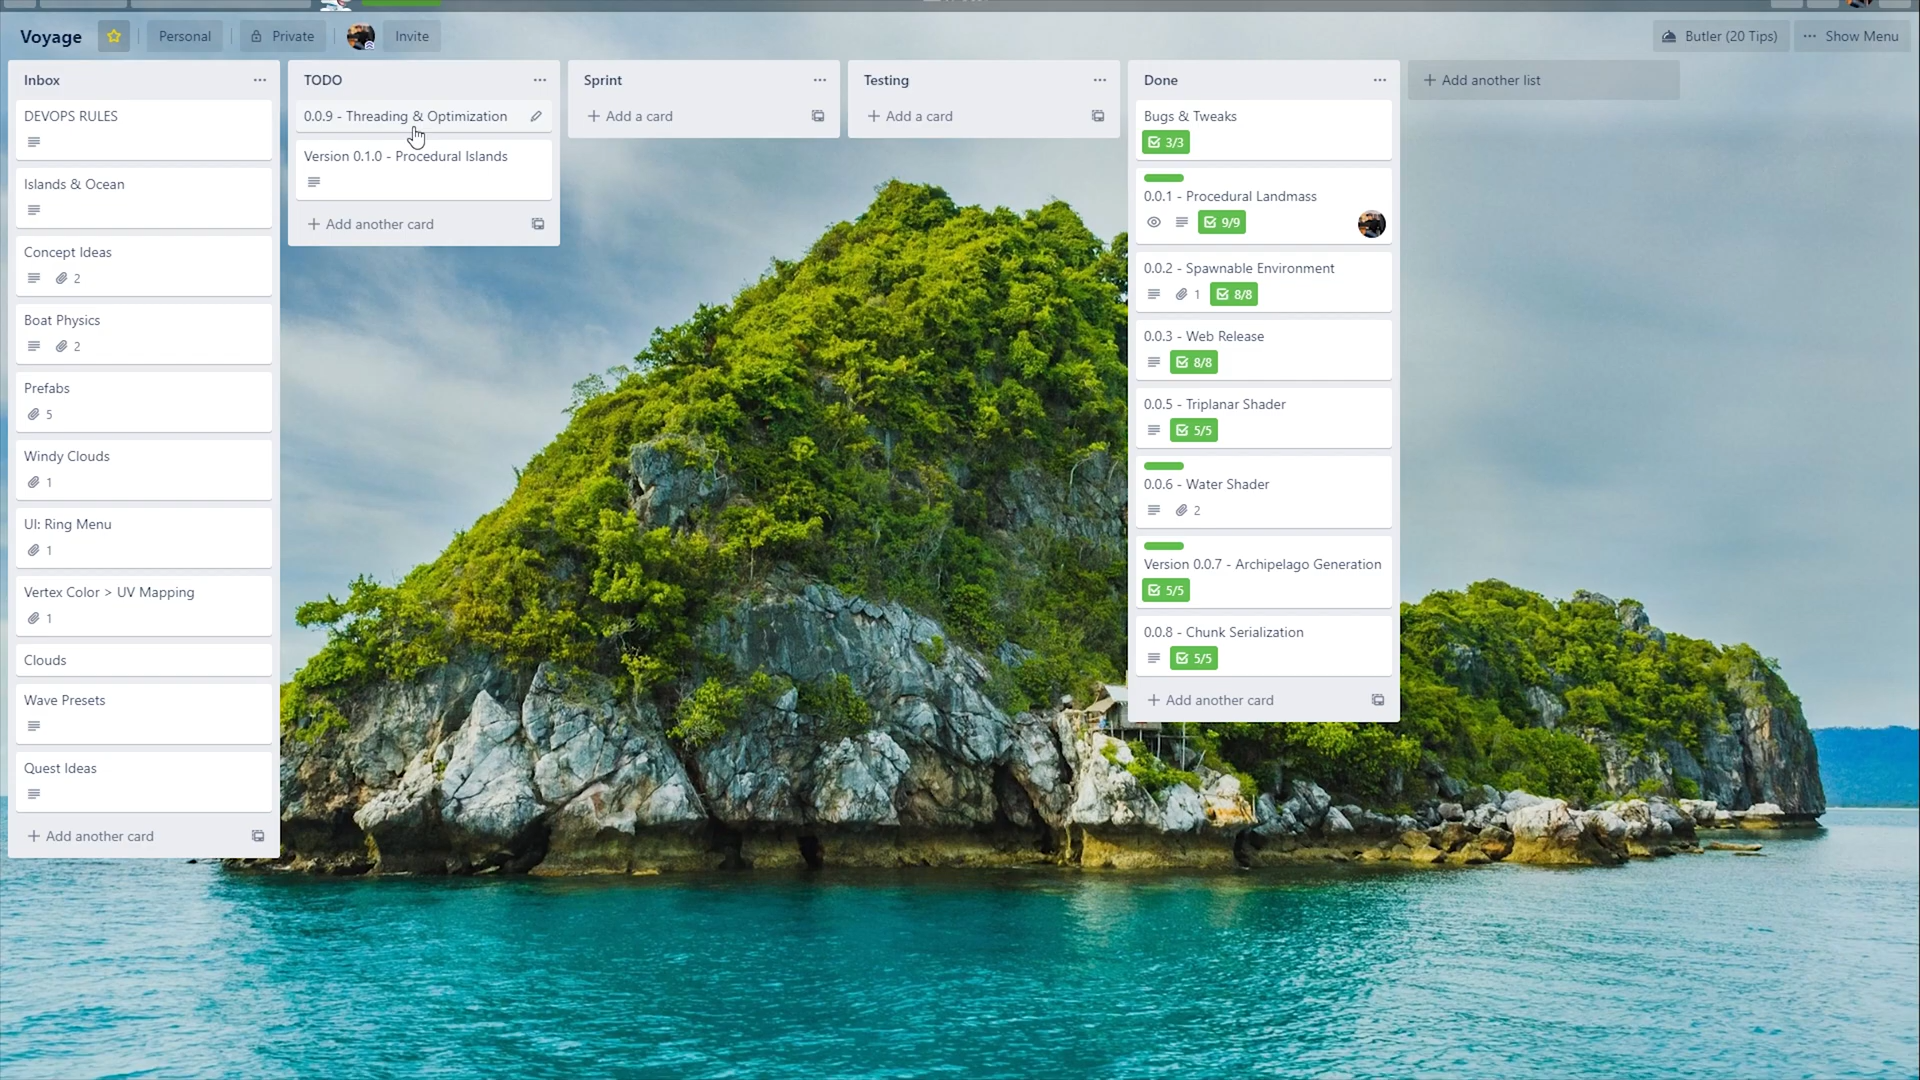 Voyage
Personal
Private
Invite
Butler (20 Tips)
Show Menu
Inbox
DEVOPS RULES
Islands & Ocean
Concept Ideas
2
Boat Physics
2
Prefabs
5
Windy Clouds
1
UI: Ring Menu
1
Vertex Color > UV Mapping
1
Clouds
Wave Presets
Quest Ideas
Add another card
TODO
0.0.9 - Threading & Optimization
Version 0.1.0 - Procedural Islands
Add another card
Sprint
Add a card
Testing
Add a card
Done
Bugs & Tweaks
3/3
0.0.1 - Procedural Landmass
9/9
0.0.2 - Spawnable Environment
1 8/8
0.0.3 - Web Release
8/8
0.0.5 - Triplanar Shader
5/5
0.0.6 - Water Shader
2
Version 0.0.7 - Archipelago Generation
5/5
0.0.8 - Chunk Serialization
5/5
Add another card
Add another list